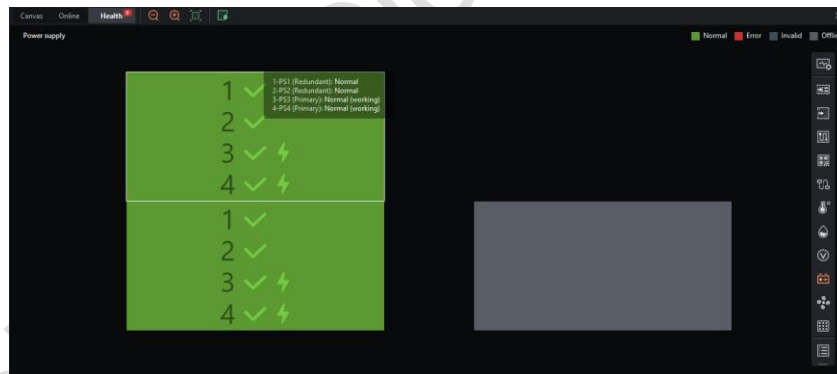 Canvas Online Health
Power supply
Normal Error Invalid Offlin
1
2
3
4
1-PS1 (Redundant): Normal
2-PS2 (Redundant): Normal
3-PS3 (Primary): Normal (working)
4-PS4 (Primary): Normal (working)
1
2
3
4